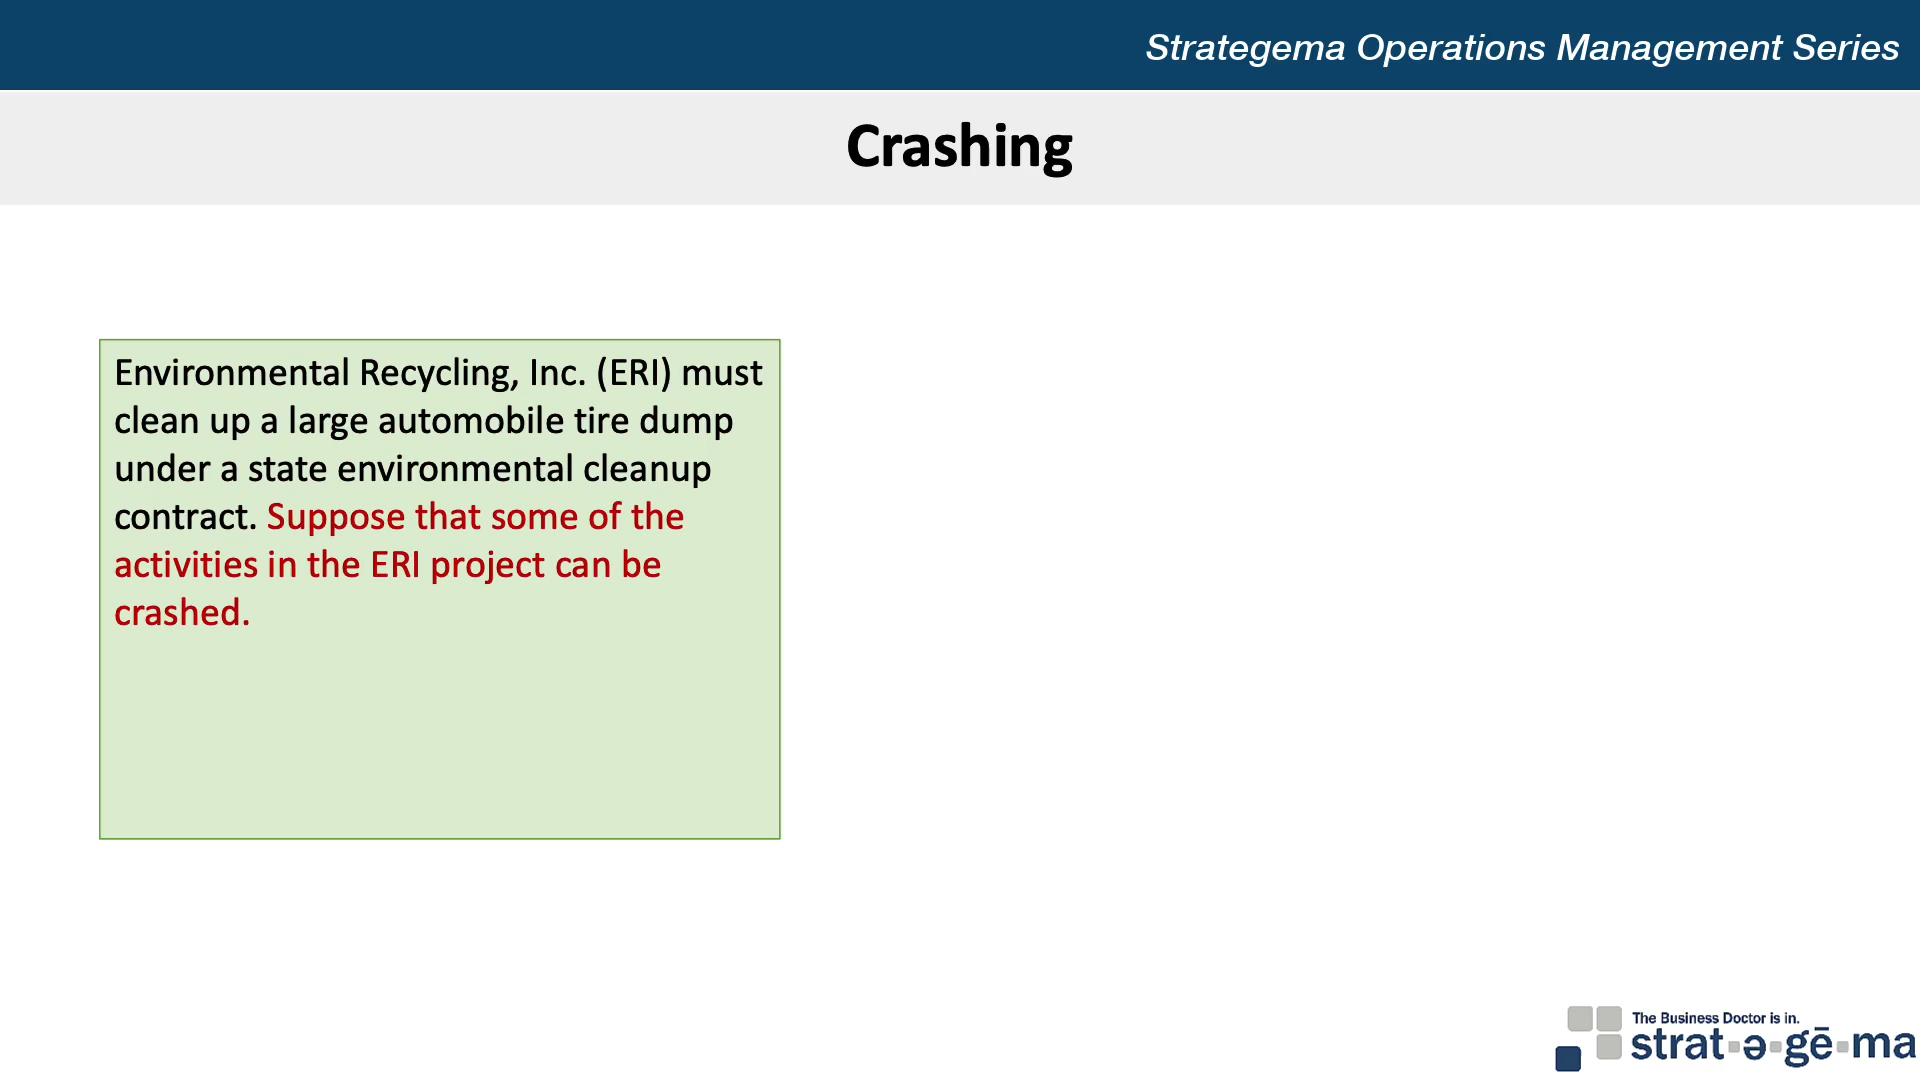 Strategema Operations Management Series
Crashing
Environmental Recycling, Inc. (ERI) must
clean up a large automobile tire dump
under a state environmental cleanup
contract. Suppose that some of the
activities in the ERI project can be
crashed.
The Business Doctor is in.
strat-ə-gē-ma